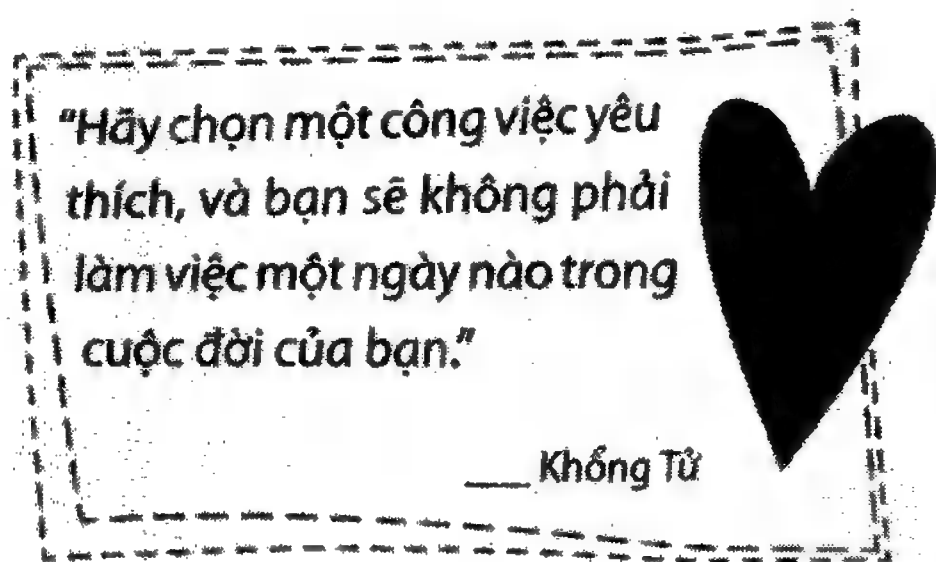 "Hãy chọn một công việc yêu
thích, và bạn sẽ không phải
làm việc một ngày nào trong
cuộc đời của bạn."
___ Khổng Tử